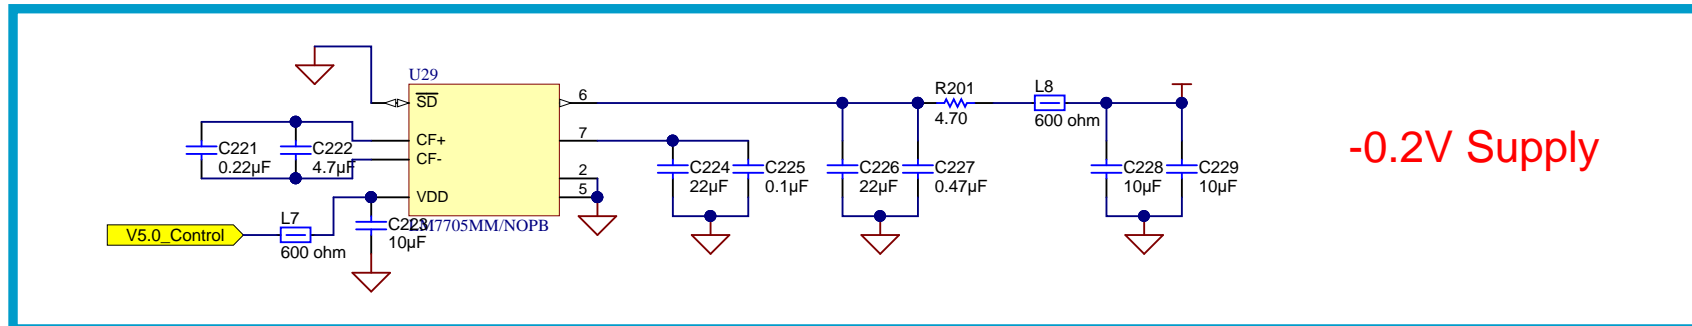 U29
SD
CF+
CF-
VDD
6
7
2
5
LM7705MM/NOPB
C221
0.22µF
C222
4.7µF
V5.0_Control
L7
600 ohm
C223
10µF
C224
22µF
C225
0.1µF
C226
22µF
C227
0.47µF
R201
4.70
L8
600 ohm
C228
10µF
C229
10µF
-0.2V Supply